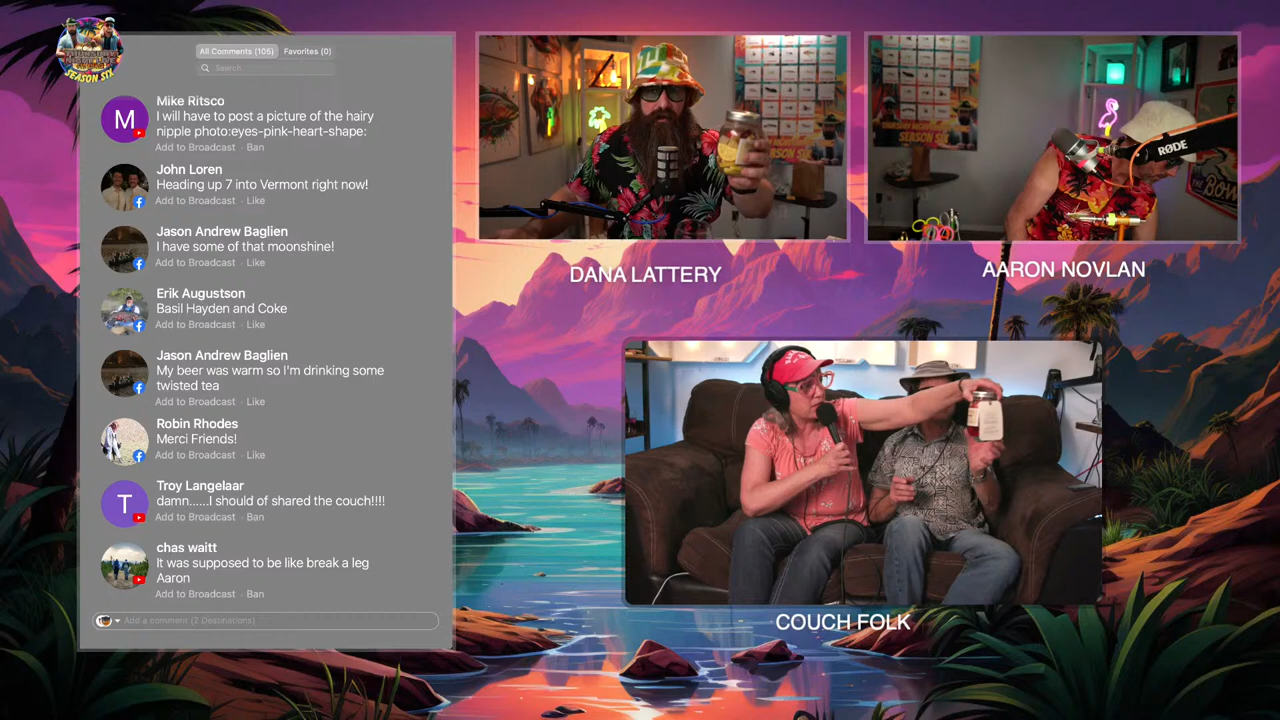 THURSDAY
NIGHT LIVE
SEASON SIX
All Comments (105)
Favorites (0)
Search
M
Mike Ritsco
I will have to post a picture of the hairy
nipple photo:eyes-pink-heart-shape:
Add to Broadcast · Ban
John Loren
Heading up 7 into Vermont right now!
Add to Broadcast · Like
Jason Andrew Baglien
I have some of that moonshine!
Add to Broadcast · Like
Erik Augustson
Basil Hayden and Coke
Add to Broadcast · Like
Jason Andrew Baglien
My beer was warm so I'm drinking some
twisted tea
Add to Broadcast · Like
Robin Rhodes
Merci Friends!
Add to Broadcast · Like
T
Troy Langelaar
damn......I should of shared the couch!!!!
Add to Broadcast · Ban
chas waitt
It was supposed to be like break a leg
Aaron
Add to Broadcast · Ban
Add a comment (2 Destinations)
DANA LATTERY
RØDE
AARON NOVLAN
COUCH FOLK